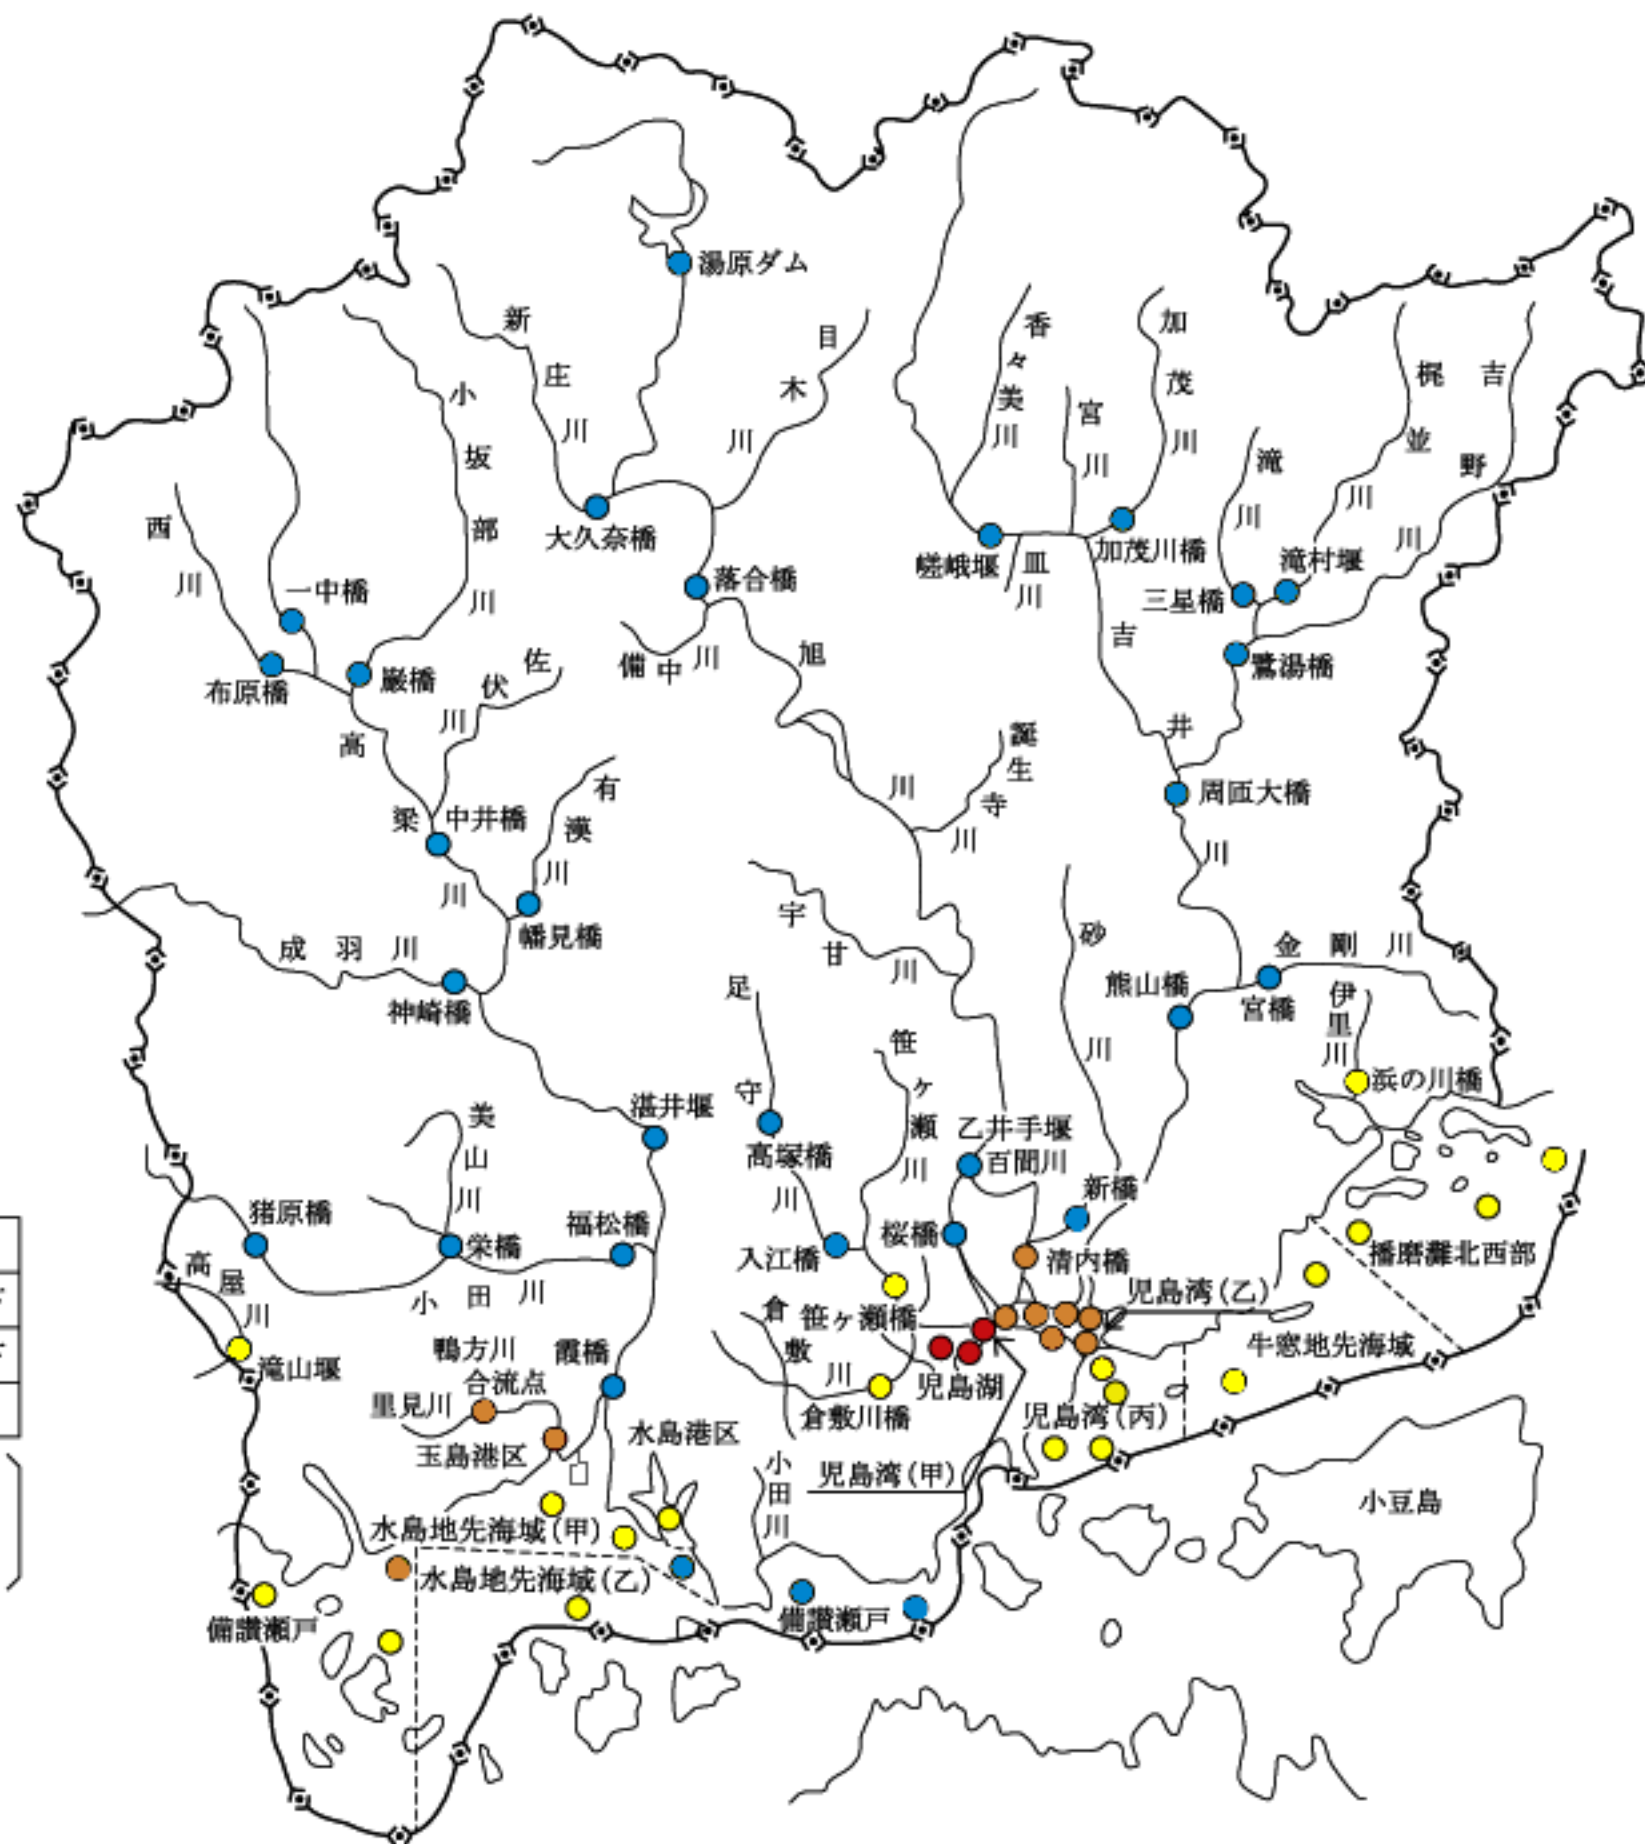 湯原ダム
新庄川
目木川
香々美川
加茂川
宮川
梶並川
吉野川
滝川
小坂部川
西川
大久奈橋
一中橋
落合橋
嵯峨堰
皿川
加茂川橋
三星橋
滝村堰
鷺湯橋
布原橋
巌橋
佐伏川
備中川
旭川
吉井川
高梁川
中井橋
有漢川
誕生寺川
周匝大橋
幡見橋
成羽川
神崎橋
宇甘川
砂川
熊山橋
金剛川
宮橋
伊里川
浜の川橋
足守川
笹ヶ瀬川
湛井堰
美山川
高塚橋
乙井手堰
百間川
新橋
猪原橋
栄橋
福松橋
入江橋
桜橋
清内橋
播磨灘北西部
高屋川
小田川
倉敷川
笹ヶ瀬橋
児島湾(乙)
牛窓地先海域
滝山堰
鴨方川
合流点
霞橋
里見川
児島湖
倉敷川橋
児島湾(丙)
玉島港区
水島港区
小田川
児島湾(甲)
小豆島
水島地先海域(甲)
水島地先海域(乙)
備讃瀬戸
備讃瀬戸